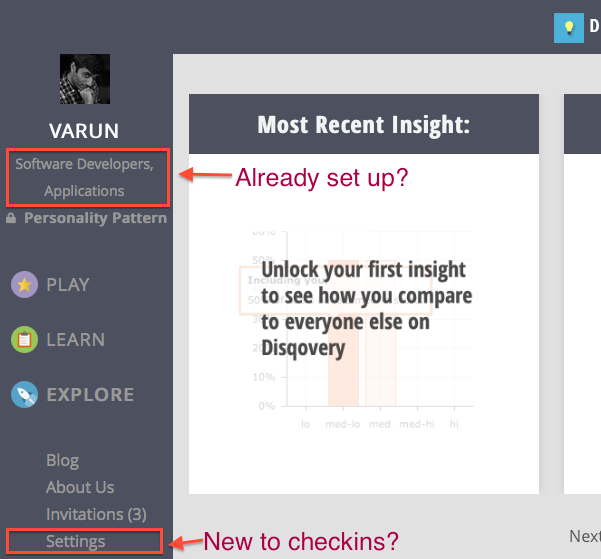 D
VARUN
Software Developers,
Applications
Already set up?
Personality Pattern
PLAY
LEARN
EXPLORE
Blog
About Us
Invitations (3)
Settings
New to checkins?
Most Recent Insight:
60%
50%
Including you,
50%
Unlock your first insight
to see how you compare
to everyone else on
Disqovery
30%
10%
0%
lo
med-lo
med
med-hi
hi
Next